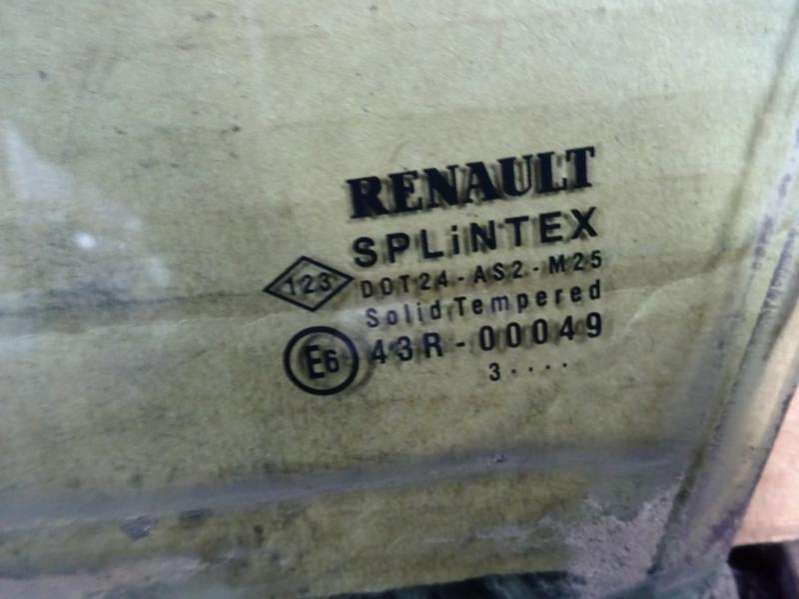 RENAULT
SPLiNTEX
123 DOT24-AS2-M25
Solid Tempered
E6 43R-00049
3····